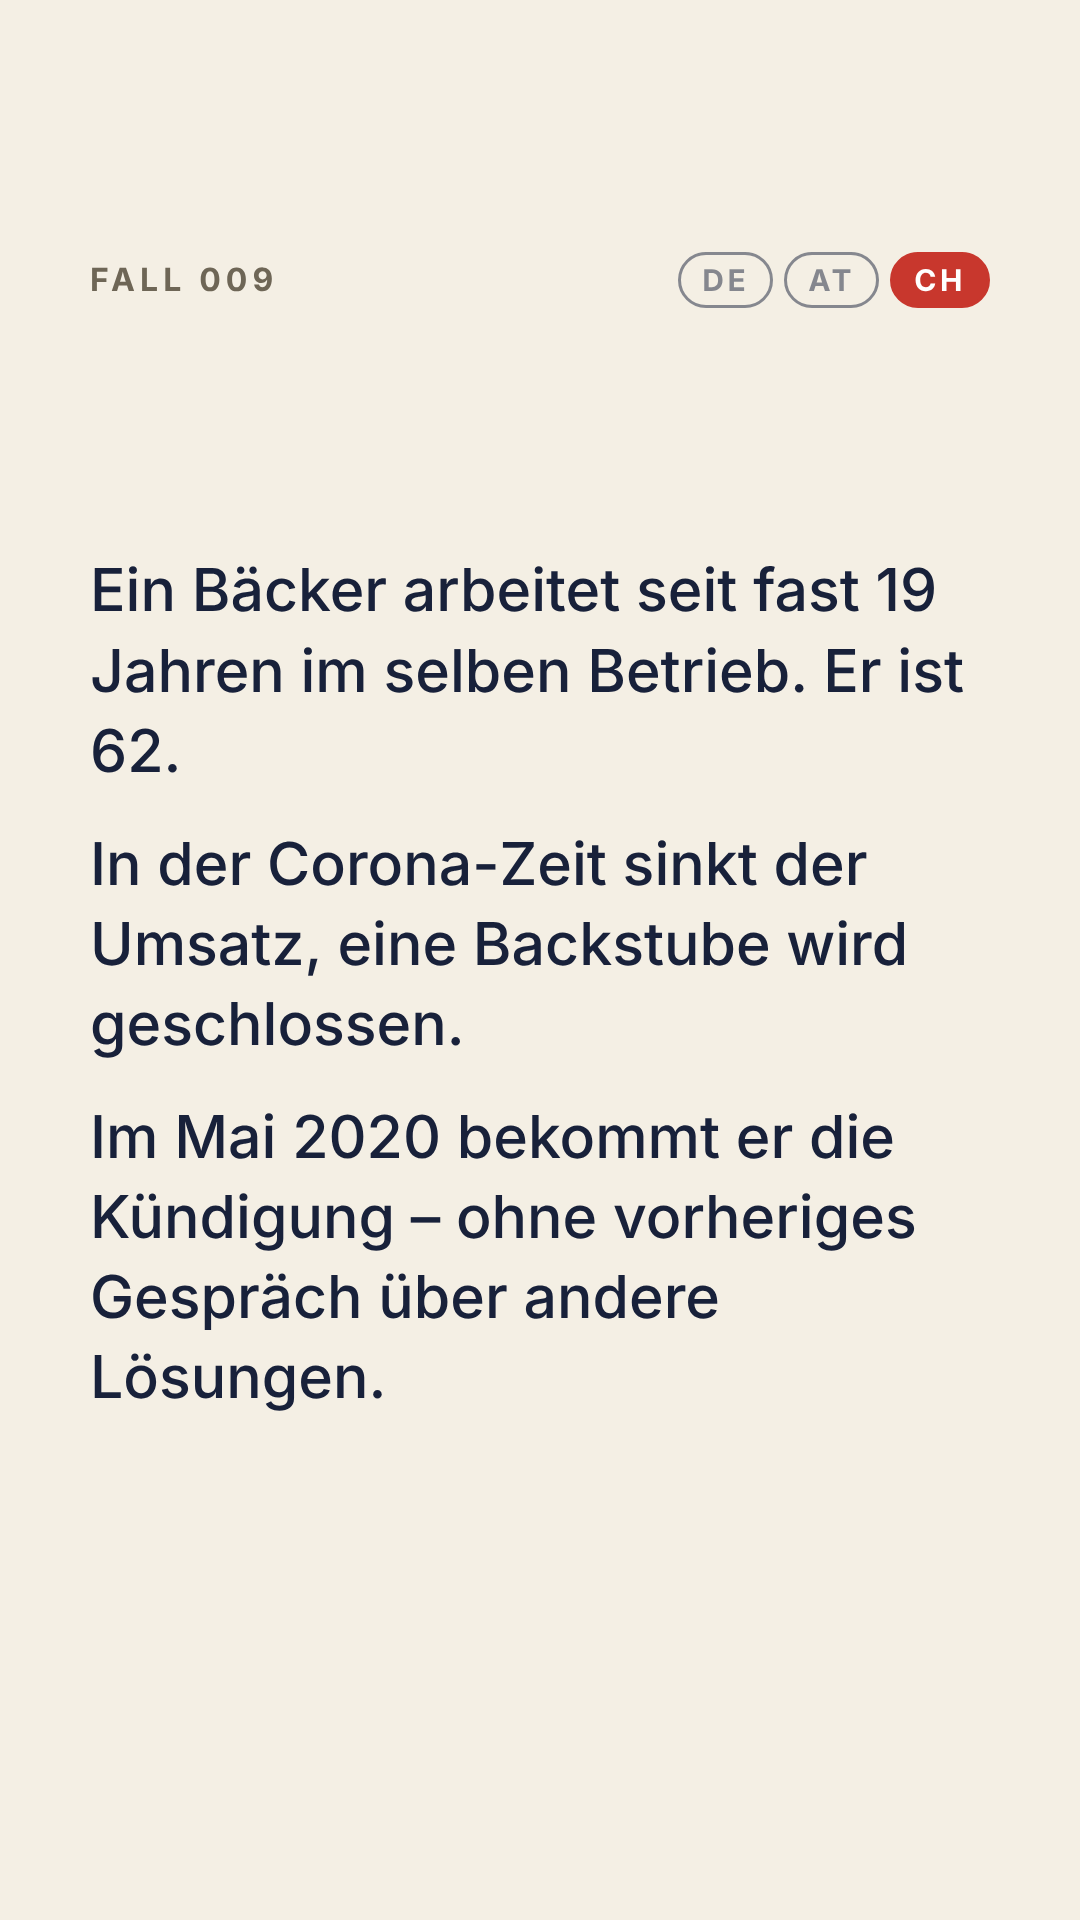 FALL 009
DE AT CH
Ein Bäcker arbeitet seit fast 19
Jahren im selben Betrieb. Er ist
62.
In der Corona-Zeit sinkt der
Umsatz, eine Backstube wird
geschlossen.
Im Mai 2020 bekommt er die
Kündigung – ohne vorheriges
Gespräch über andere
Lösungen.